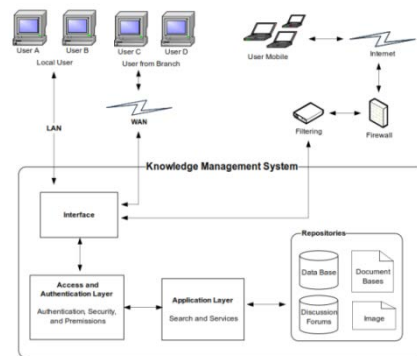 User A
User B
User C
User D
Local User
User from Branch
User Mobile
Internet
LAN
WAN
Filtering
Firewall
Knowledge Management System
Interface
Repositories
Data Base
Document
Bases
Discussion
Forums
Image
Access and
Authentication Layer
Authentication, Security,
and Premissions
Application Layer
Search and Services